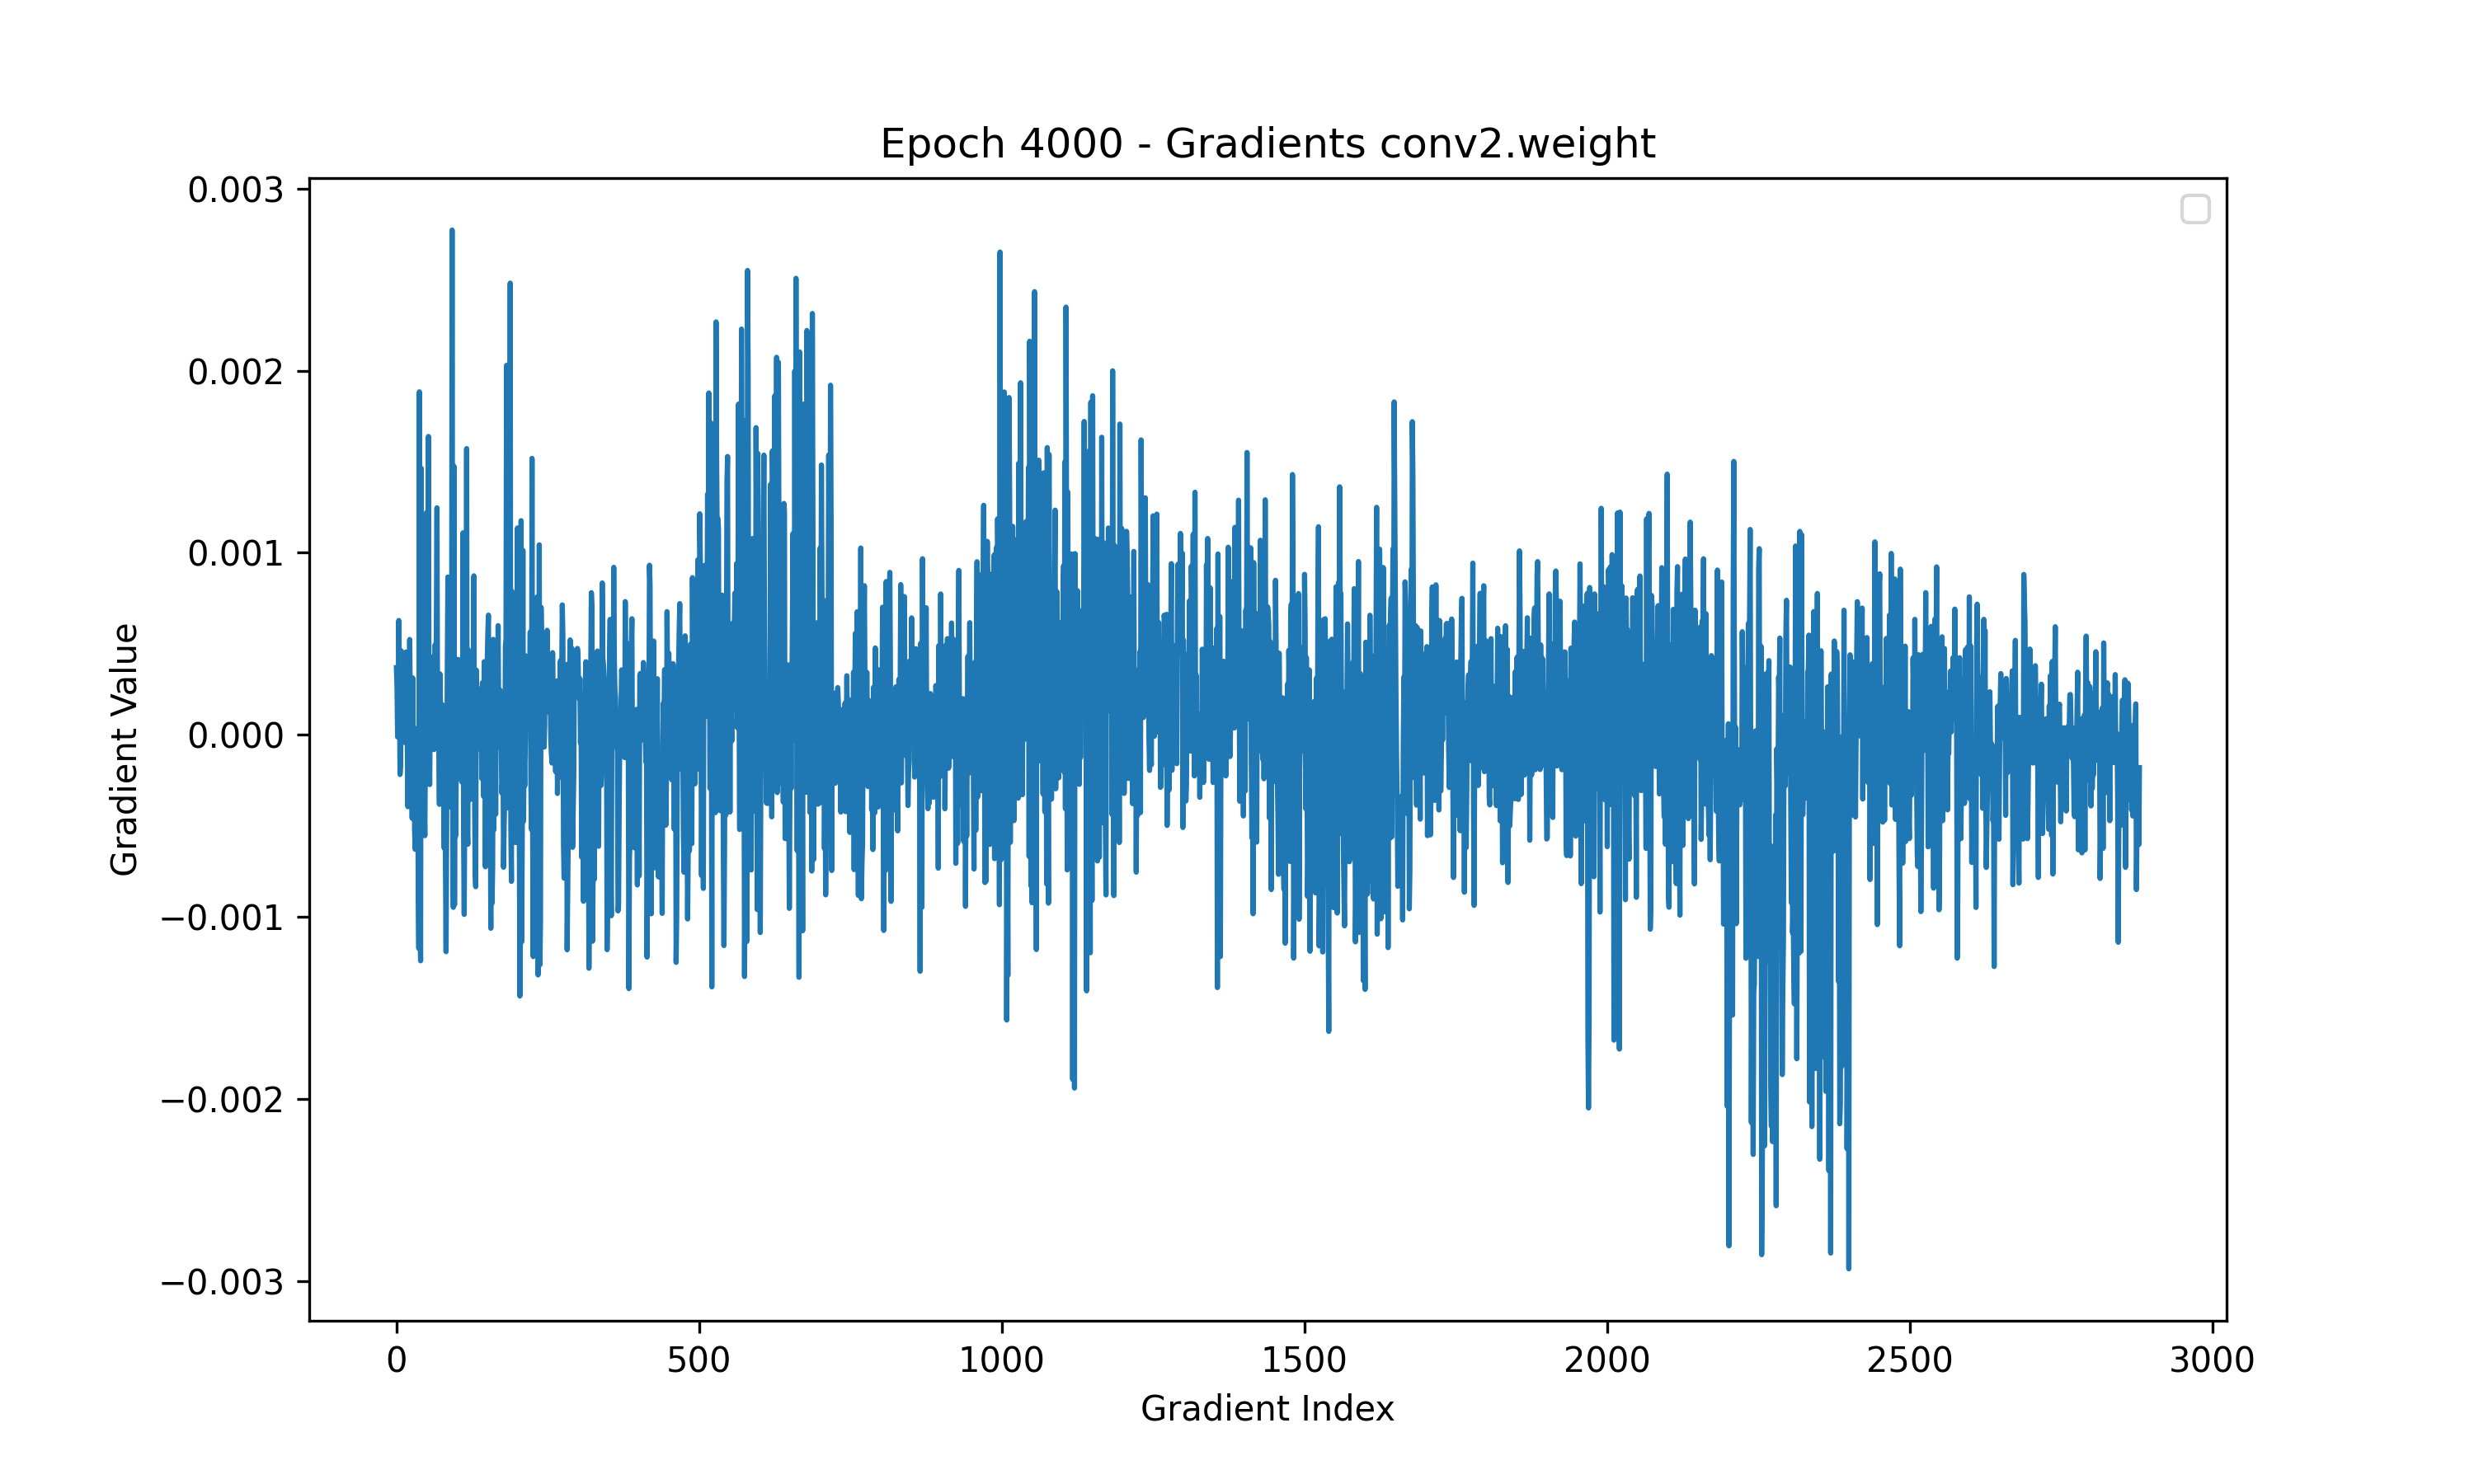 Epoch 4000 - Gradients conv2.weight
0.003
0.002
0.001
0.000
−0.001
−0.002
−0.003
Gradient Value
0 500 1000 1500 2000 2500 3000
Gradient Index